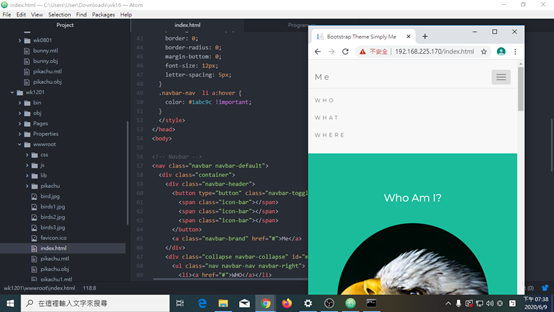 index.html — C:\Users\User\Downloads\wk16 — Atom
File Edit View Selection Find Packages Help
Project
wk0001
bunny.mtl
bunny.obj
pikachu.mtl
pikachu.obj
wk1201
bin
obj
Pages
Properties
wwwroot
css
js
lib
pikachu
bird.jpg
birds1.jpg
birds2.jpg
birds3.jpg
favicon.ico
index.html
pikachu.mtl
pikachu.obj
pikachu1.mtl
wk1201\wwwroot\index.html 118:8
index.html
Program
border: 0;
border-radius: 0;
margin-bottom: 0;
font-size: 12px;
letter-spacing: 5px;
}
.navbar-nav li a:hover {
color: #1abc9c !important;
}
</style>
</head>
<body>
<!-- Navbar -->
<nav class="navbar navbar-default">
<div class="container">
<div class="navbar-header">
<button type="button" class="navbar-toggl
<span class="icon-bar"></span>
<span class="icon-bar"></span>
<span class="icon-bar"></span>
</button>
<a class="navbar-brand" href="#">Me</a>
</div>
<div class="collapse navbar-collapse" id="m
<ul class="nav navbar-nav navbar-right">
<li><a href="#">WHO</a></li>
Bootstrap Theme Simply Me
不安全 | 192.168.225.170/index.html
Me
WHO
WHAT
WHERE
Who Am I?
在這裡輸入文字來搜尋
下午 07:38
2020/6/9